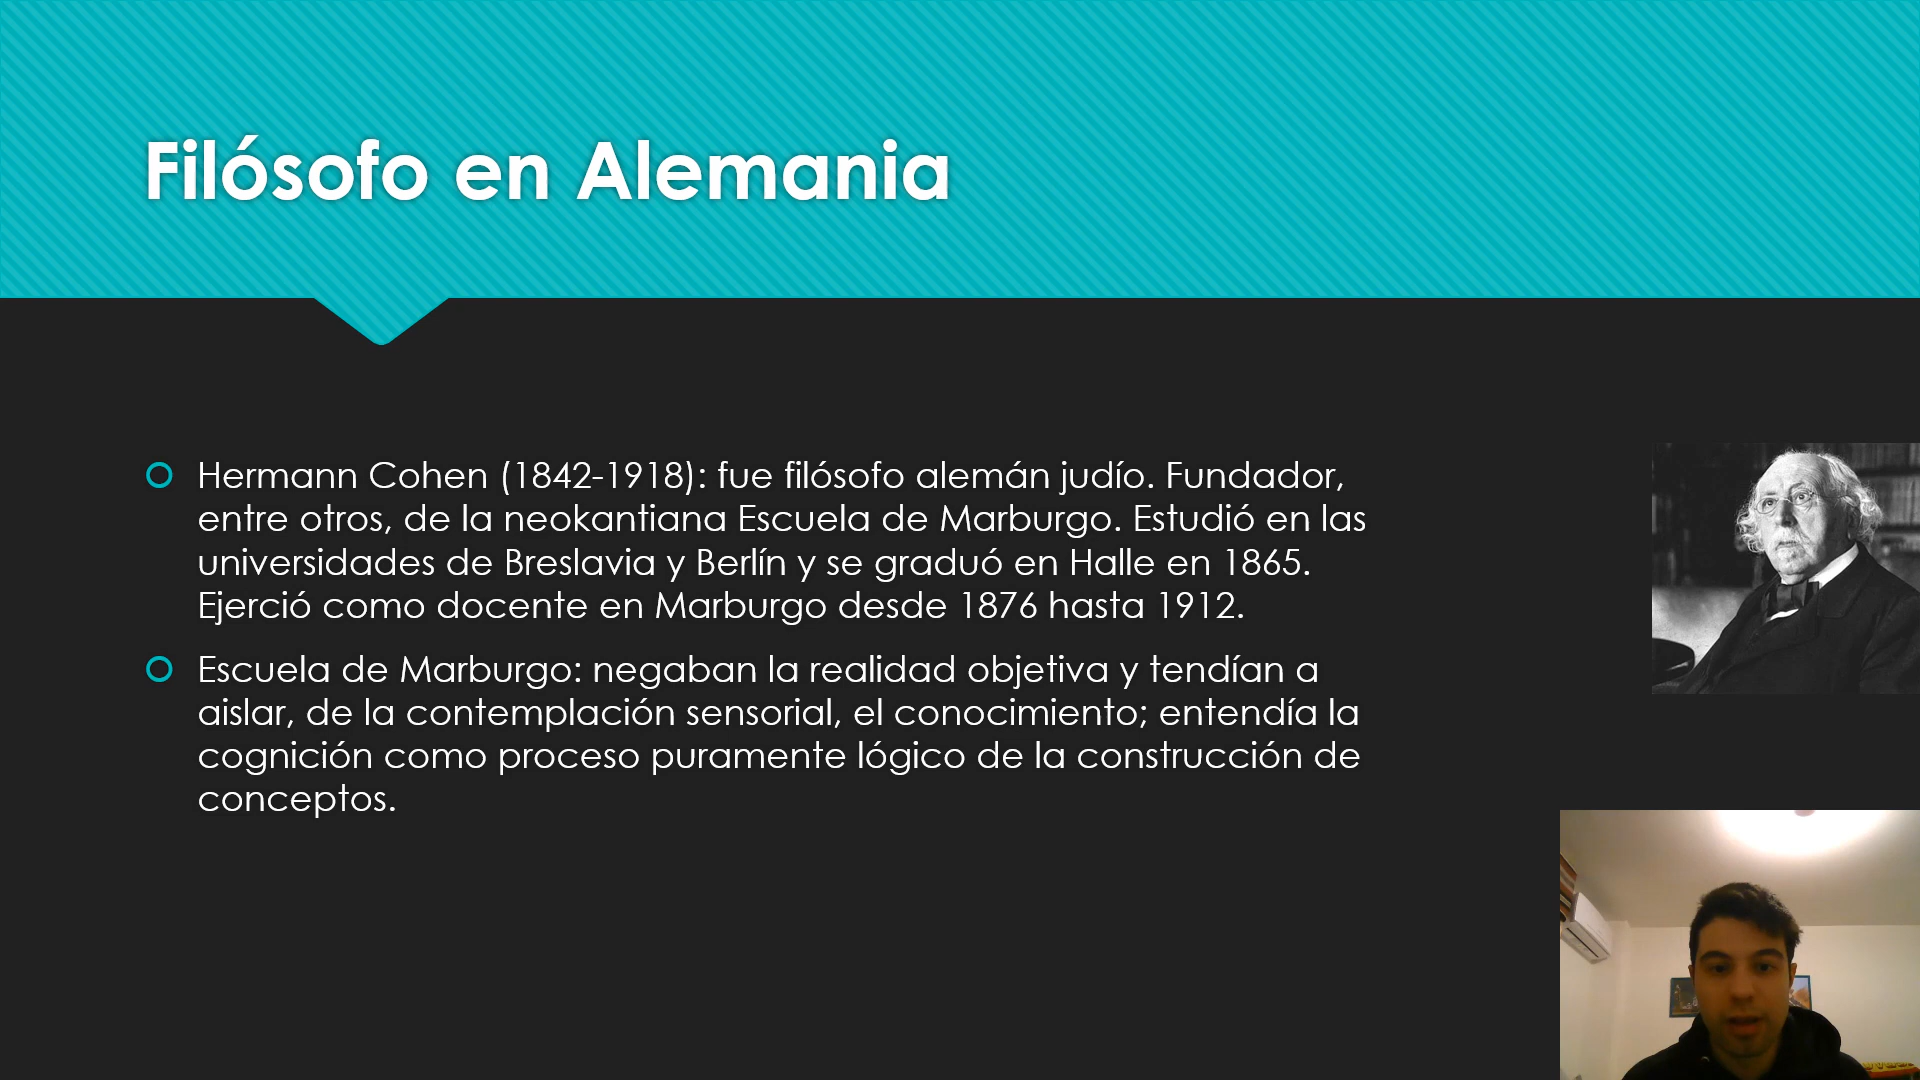 Filósofo en Alemania
Hermann Cohen (1842-1918): fue filósofo alemán judío. Fundador,
entre otros, de la neokantiana Escuela de Marburgo. Estudió en las
universidades de Breslavia y Berlín y se graduó en Halle en 1865.
Ejerció como docente en Marburgo desde 1876 hasta 1912.
Escuela de Marburgo: negaban la realidad objetiva y tendían a
aislar, de la contemplación sensorial, el conocimiento; entendía la
cognición como proceso puramente lógico de la construcción de
conceptos.